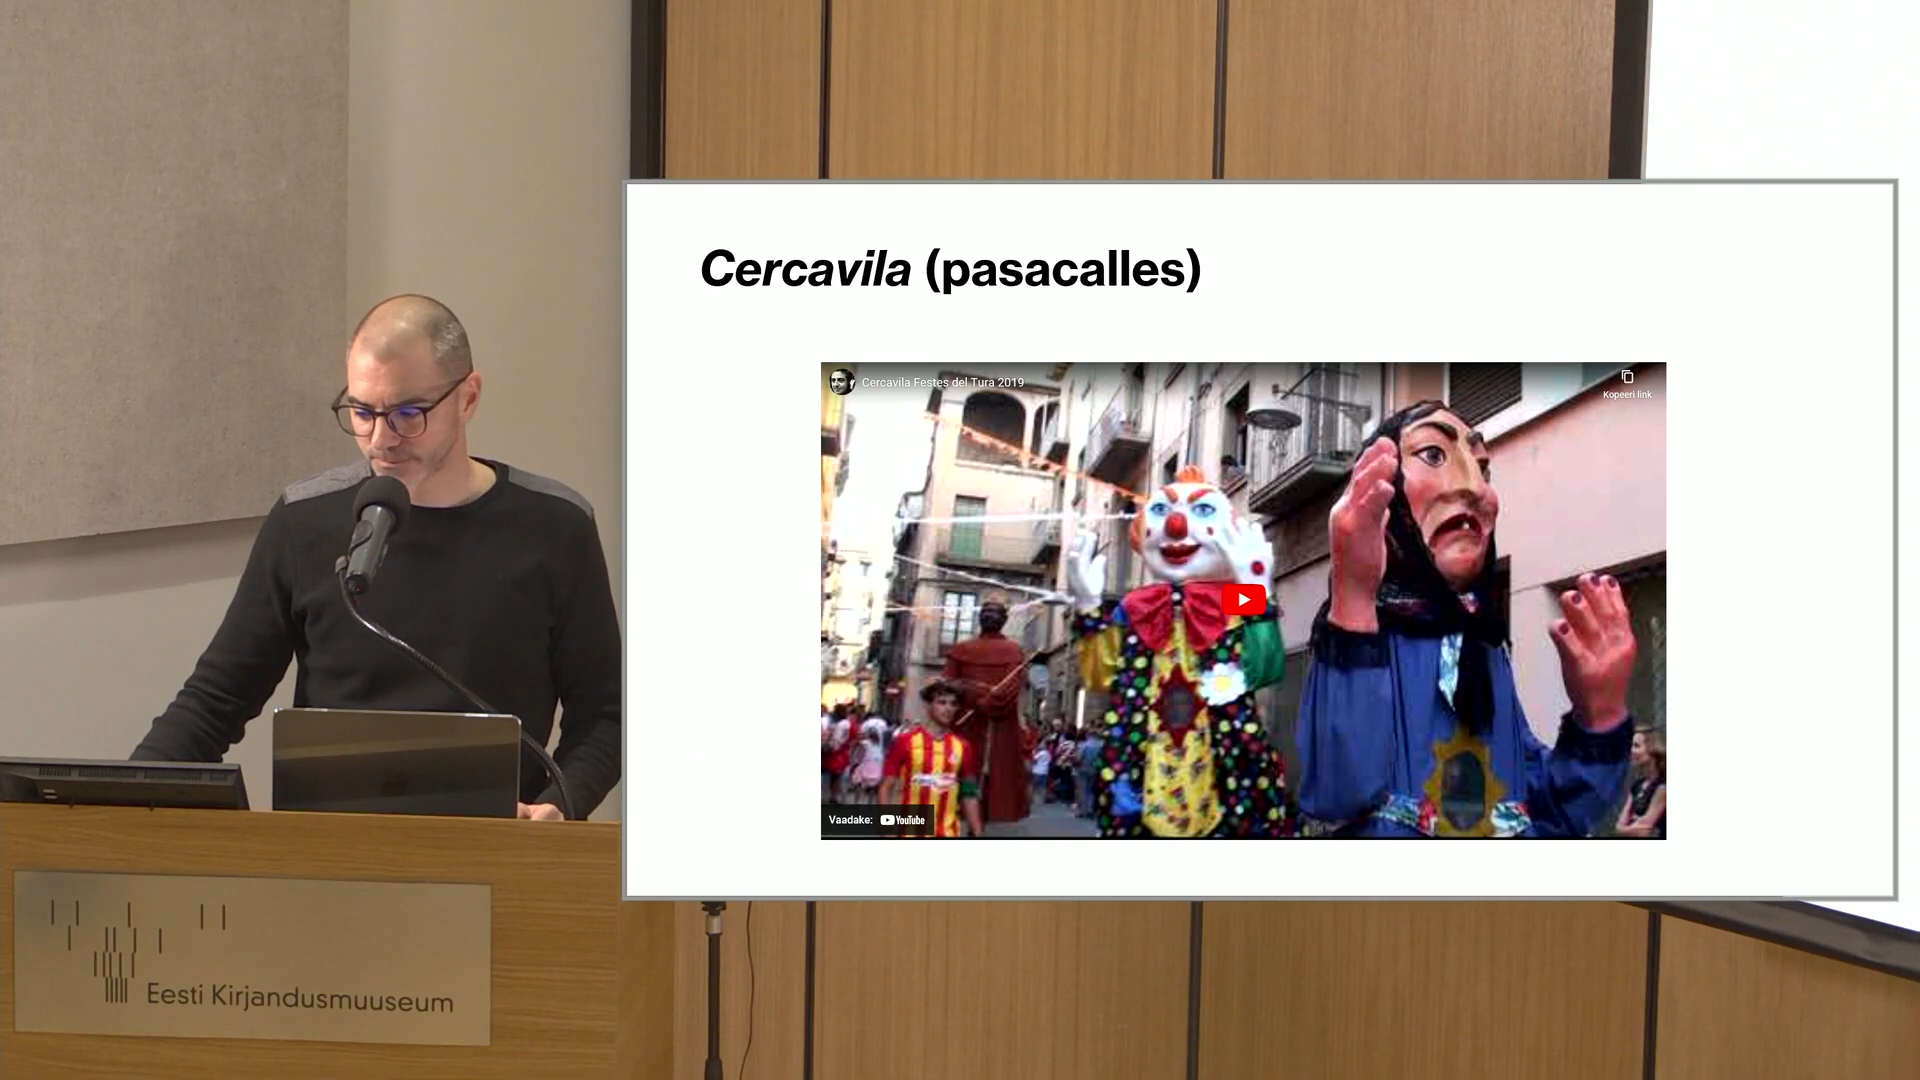 Cercavila (pasacalles)
Cercavila Festes del Tura 2019
Kopeeri link
Vaadake: YouTube
Eesti Kirjandusmuuseum